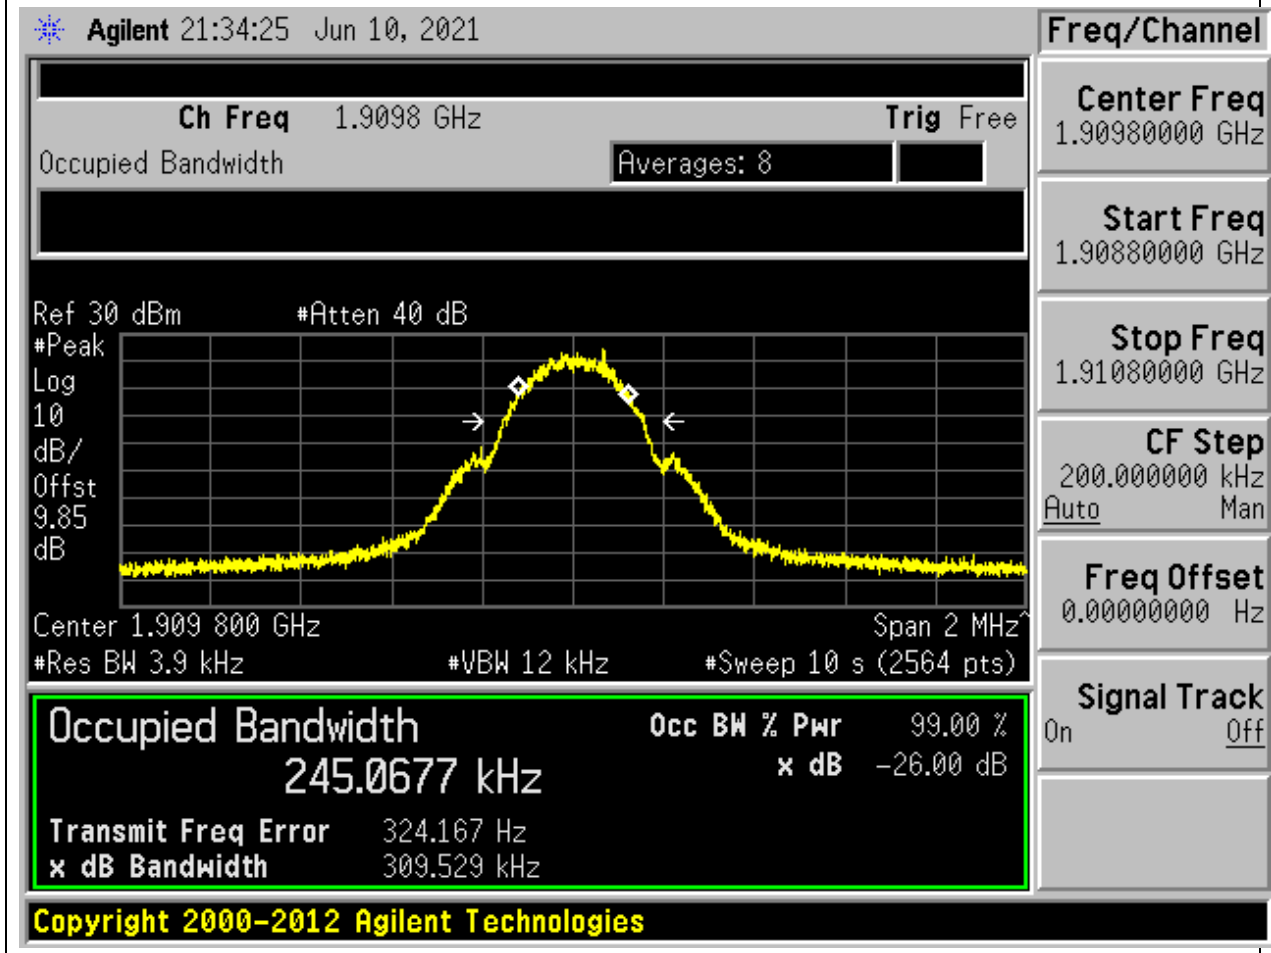 Agilent 21:34:25 Jun 10, 2021
Freq/Channel
Ch Freq 1.9098 GHz Trig Free
Occupied Bandwidth Averages: 8
Ref 30 dBm #Atten 40 dB
#Peak
Log
10
dB/
Offst
9.85
dB
Center 1.909 800 GHz Span 2 MHz^
#Res BW 3.9 kHz #VBW 12 kHz #Sweep 10 s (2564 pts)
Occupied Bandwidth Occ BW % Pwr 99.00 %
245.0677 kHz x dB -26.00 dB
Transmit Freq Error 324.167 Hz
x dB Bandwidth 309.529 kHz
Copyright 2000-2012 Agilent Technologies
Center Freq
1.90980000 GHz
Start Freq
1.90880000 GHz
Stop Freq
1.91080000 GHz
CF Step
200.000000 kHz
Auto Man
Freq Offset
0.00000000 Hz
Signal Track
On Off